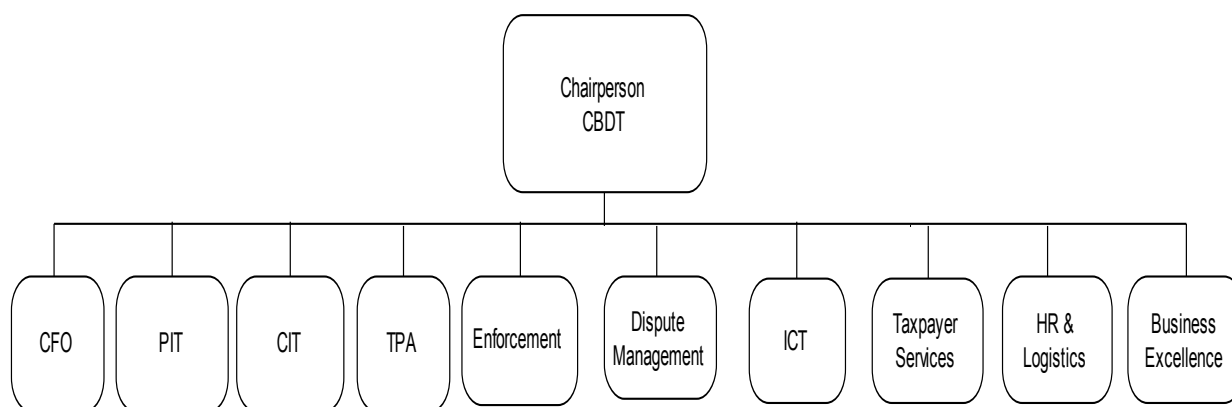 Chairperson
CBDT
CFO
PIT
CIT
TPA
Enforcement
Dispute
Management
ICT
Taxpayer
Services
HR &
Logistics
Business
Excellence